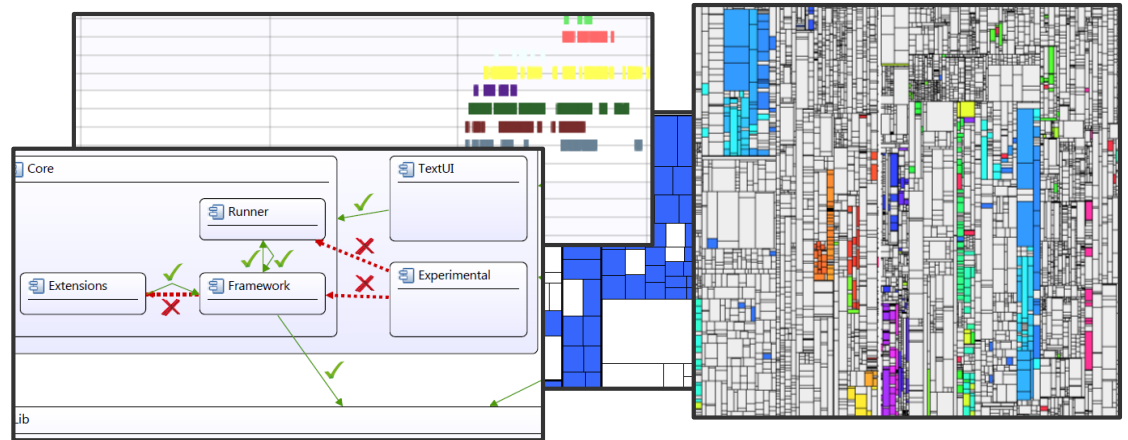 Core
TextUI
Runner
Extensions
Framework
Experimental
Lib